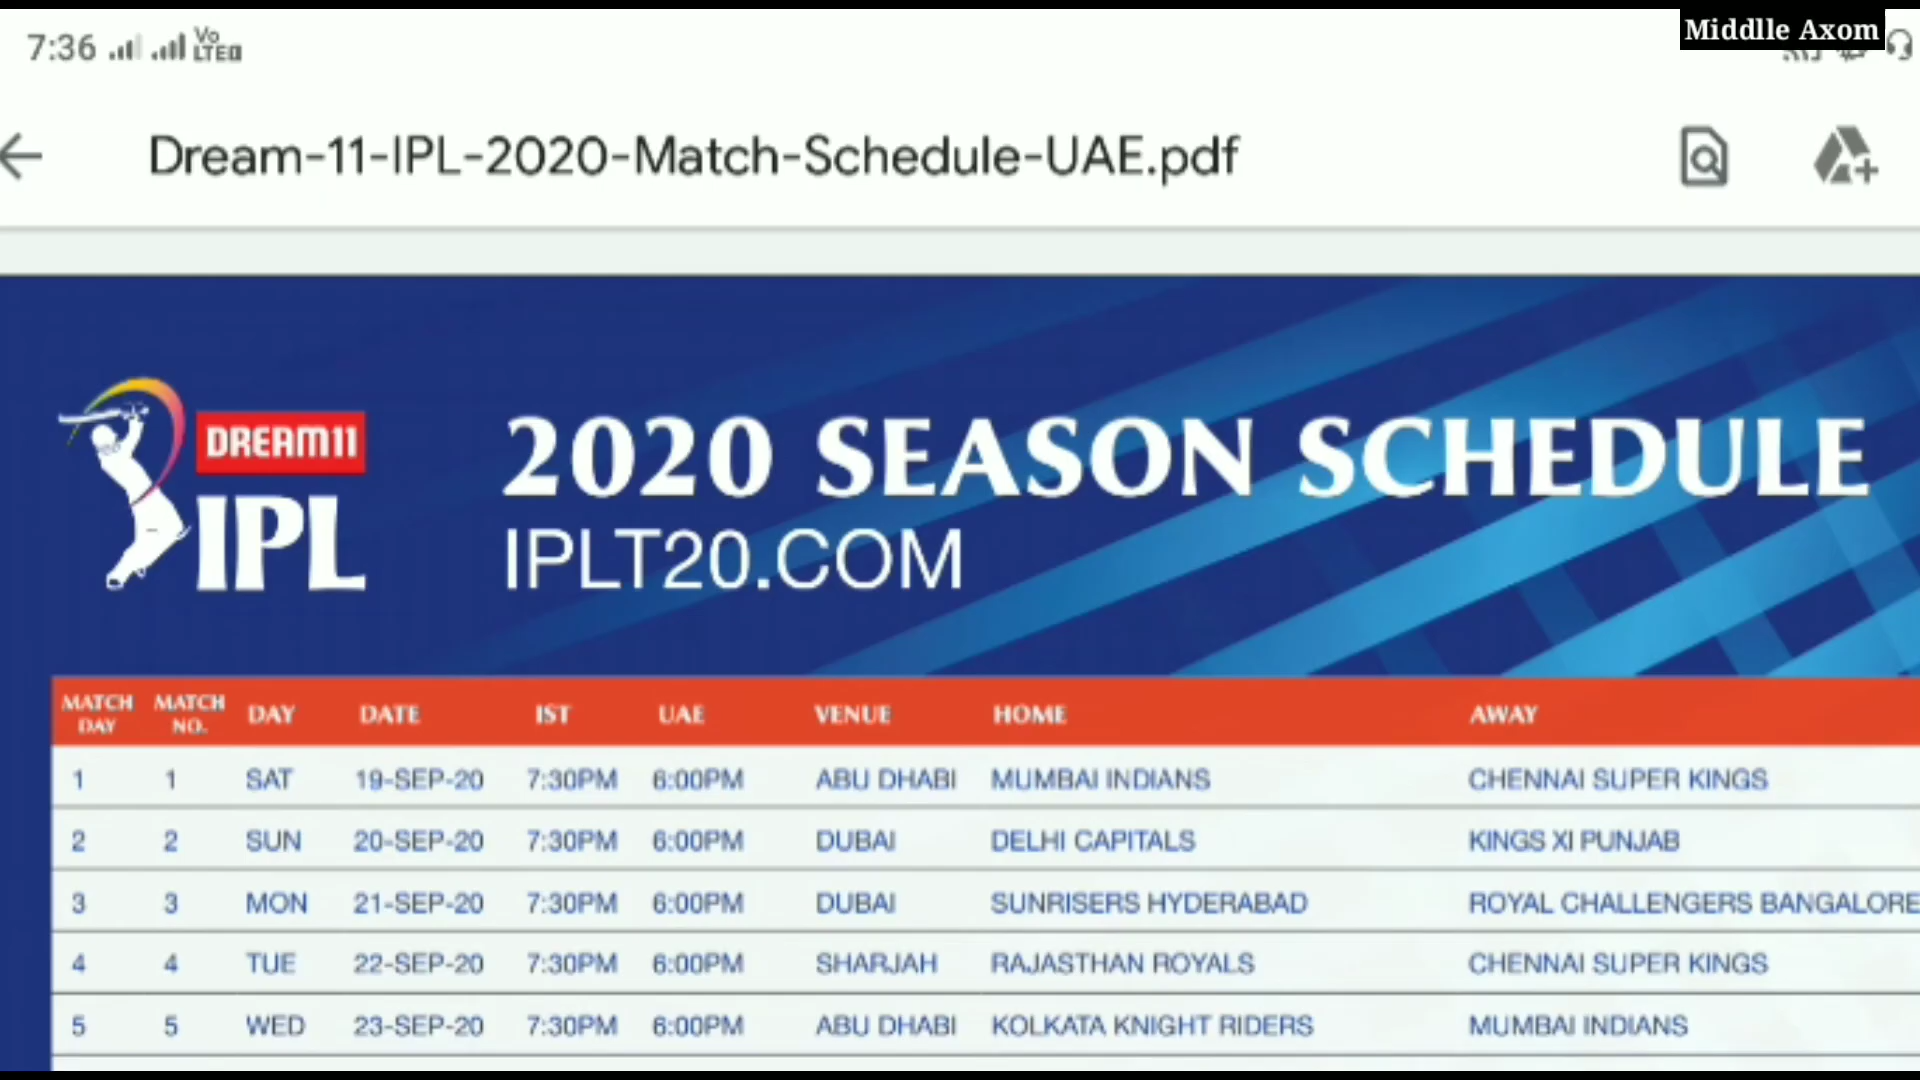 Middlle Axom
7:36 Vo LTE
Dream-11-IPL-2020-Match-Schedule-UAE.pdf
DREAM11
IPL
2020 SEASON SCHEDULE
IPLT20.COM
MATCH DAY MATCH NO. DAY DATE IST UAE VENUE HOME AWAY
1 1 SAT 19-SEP-20 7:30PM 6:00PM ABU DHABI MUMBAI INDIANS CHENNAI SUPER KINGS
2 2 SUN 20-SEP-20 7:30PM 6:00PM DUBAI DELHI CAPITALS KINGS XI PUNJAB
3 3 MON 21-SEP-20 7:30PM 6:00PM DUBAI SUNRISERS HYDERABAD ROYAL CHALLENGERS BANGALORE
4 4 TUE 22-SEP-20 7:30PM 6:00PM SHARJAH RAJASTHAN ROYALS CHENNAI SUPER KINGS
5 5 WED 23-SEP-20 7:30PM 6:00PM ABU DHABI KOLKATA KNIGHT RIDERS MUMBAI INDIANS